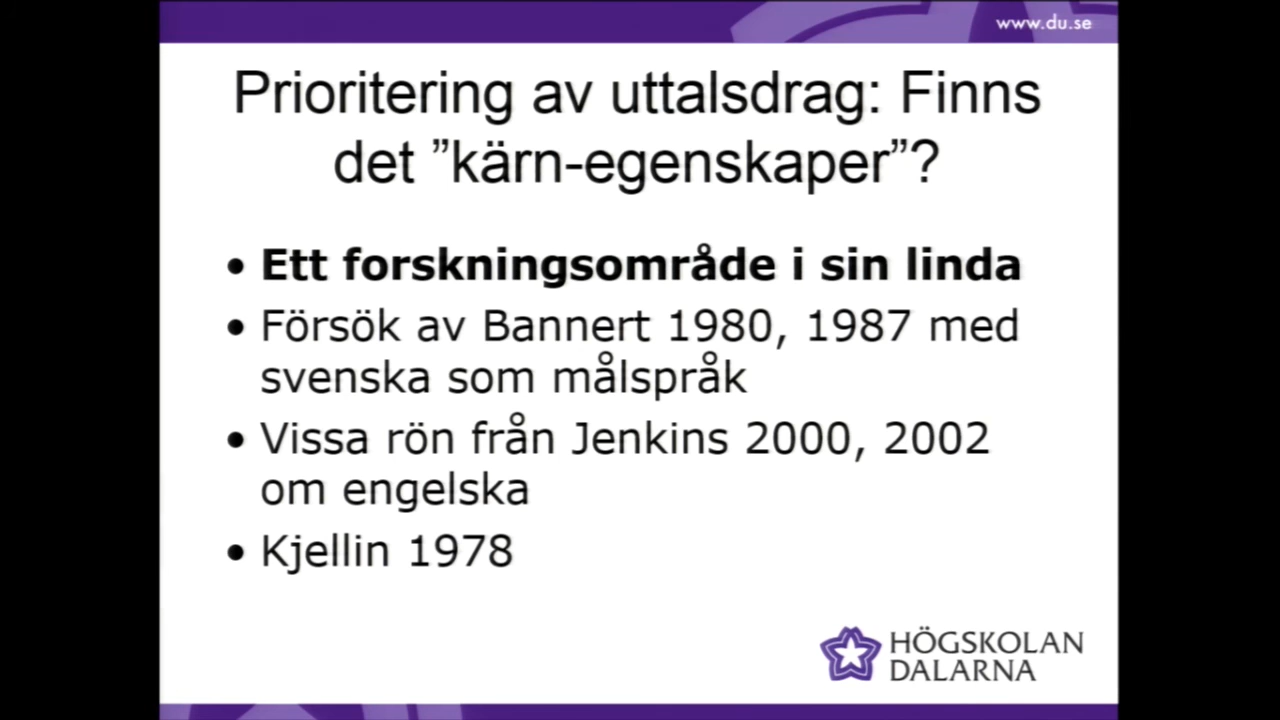 www.du.se
Prioritering av uttalsdrag: Finns
det ”kärn-egenskaper”?
• Ett forskningsområde i sin linda
• Försök av Bannert 1980, 1987 med
svenska som målspråk
• Vissa rön från Jenkins 2000, 2002
om engelska
• Kjellin 1978
HÖGSKOLAN
DALARNA